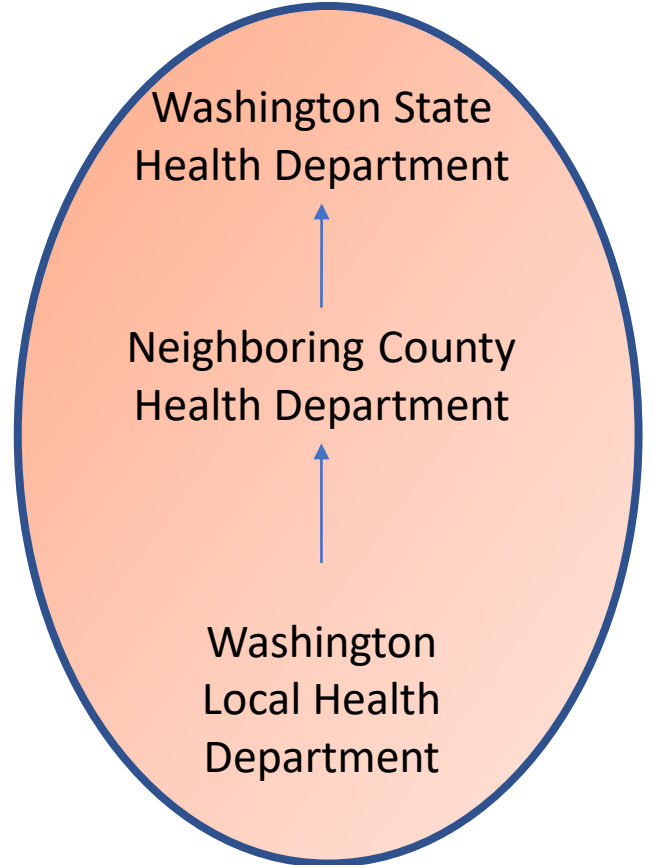 Washington State
Health Department
Neighboring County
Health Department
Washington
Local Health
Department